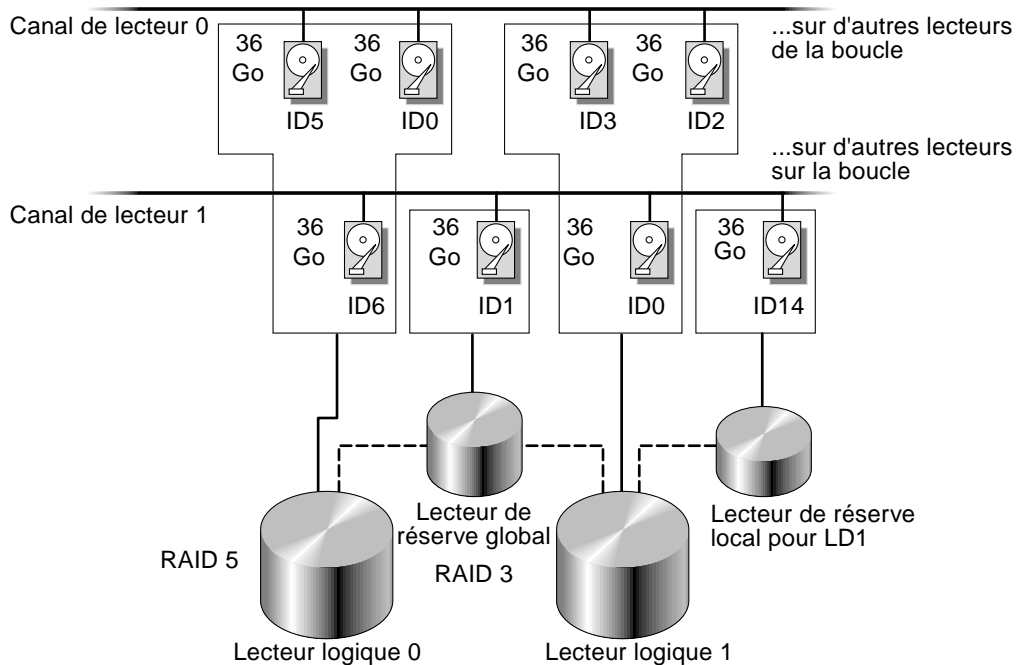 Canal de lecteur 0
36
Go
ID5
36
Go
ID0
36
Go
ID3
36
Go
ID2
...sur d'autres lecteurs
de la boucle
...sur d'autres lecteurs
sur la boucle
Canal de lecteur 1
36
Go
ID6
36
Go
ID1
36
Go
ID0
36
Go
ID14
Lecteur de
réserve global
Lecteur de réserve
local pour LD1
RAID 5
RAID 3
Lecteur logique 0
Lecteur logique 1